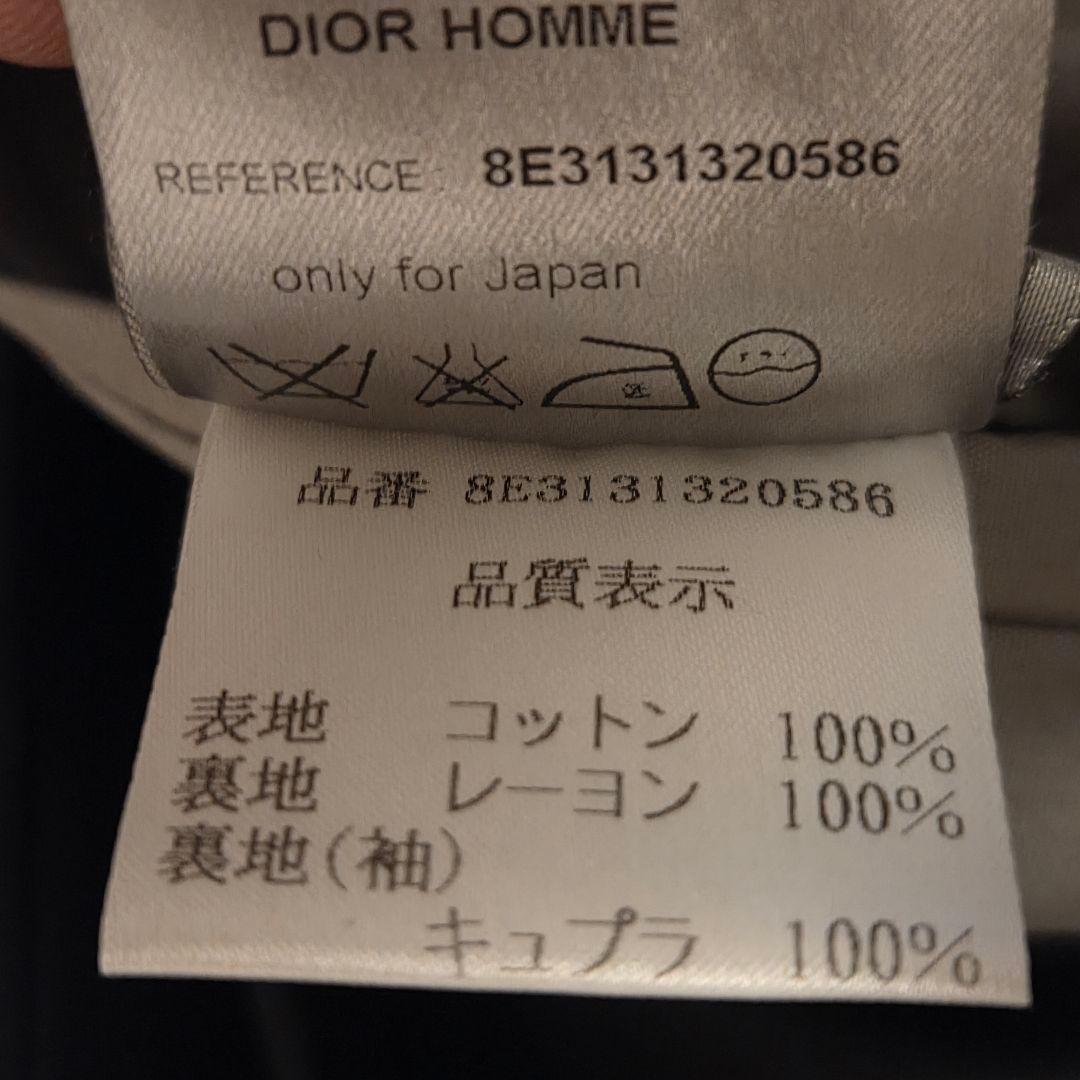 DIOR HOMME
REFERENCE: 8E3131320586
only for Japan
品番 8E3131320586
品質表示
表地 コットン 100%
裏地 レーヨン 100%
裏地(袖)
キュプラ 100%